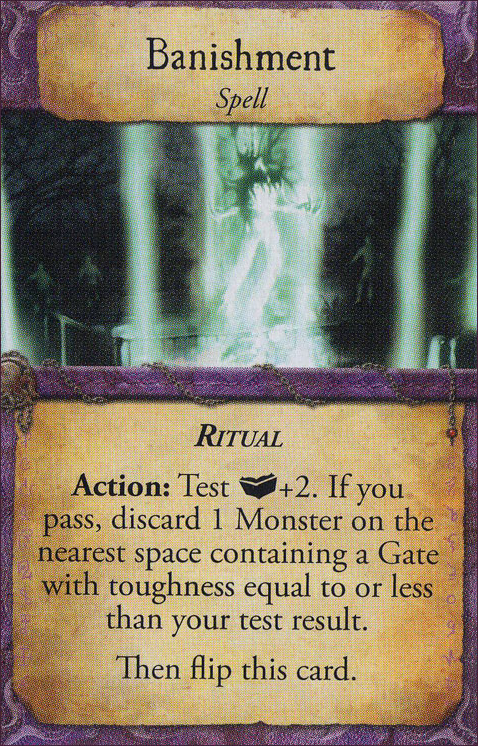 Banishment
Spell
RITUAL
Action: Test +2. If you
pass, discard 1 Monster on the
nearest space containing a Gate
with toughness equal to or less
than your test result.
Then flip this card.